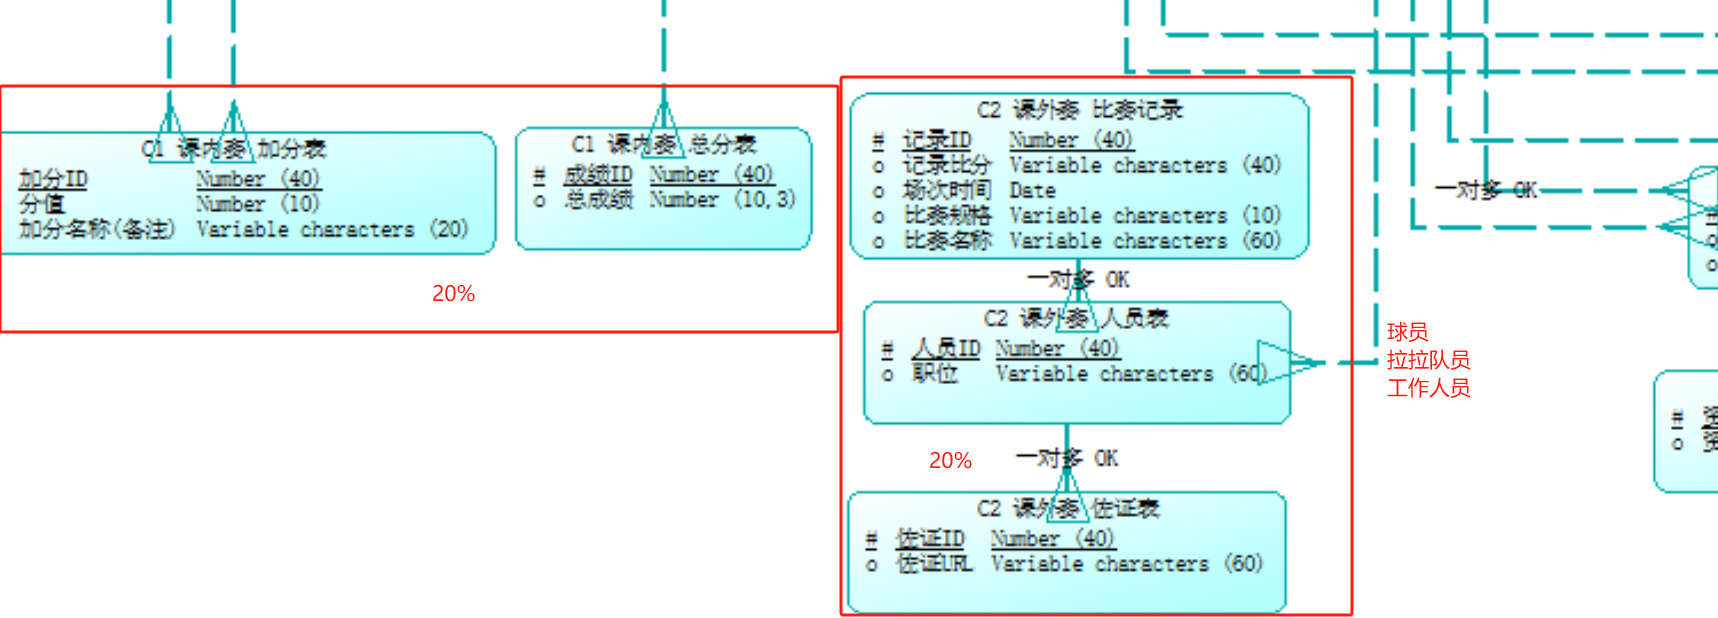 C1 课内赛 加分表
加分ID Number (40)
分值 Number (10)
加分名称(备注) Variable characters (20)
20%
C1 课内赛 总分表
# 成绩ID Number (40)
o 总成绩 Number (10,3)
C2 课外赛 比赛记录
# 记录ID Number (40)
o 记录比分 Variable characters (40)
o 场次时间 Date
o 比赛规格 Variable characters (10)
o 比赛名称 Variable characters (60)
一对多 OK
C2 课外赛 人员表
# 人员ID Number (40)
o 职位 Variable characters (60)
20%
一对多 OK
C2 课外赛 佐证表
# 佐证ID Number (40)
o 佐证URL Variable characters (60)
球员
拉拉队员
工作人员
一对多 OK
#
o
o
#
o